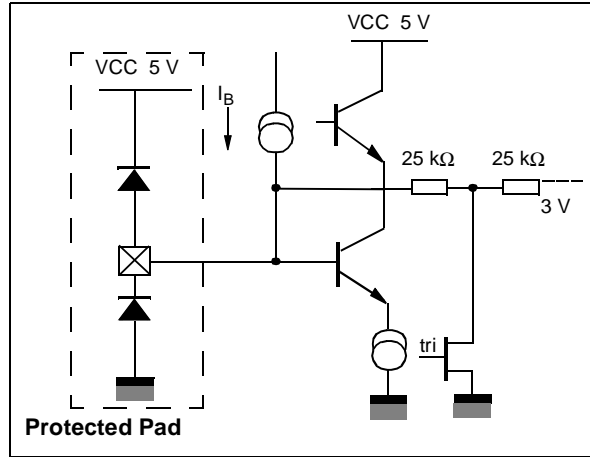 VCC 5 V
VCC 5 V
I_B
25 kΩ
25 kΩ
3 V
tri
Protected Pad